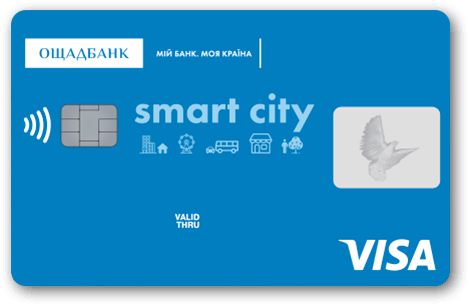 ОЩАДБАНК
МІЙ БАНК. МОЯ КРАЇНА
smart city
VALID
THRU
VISA